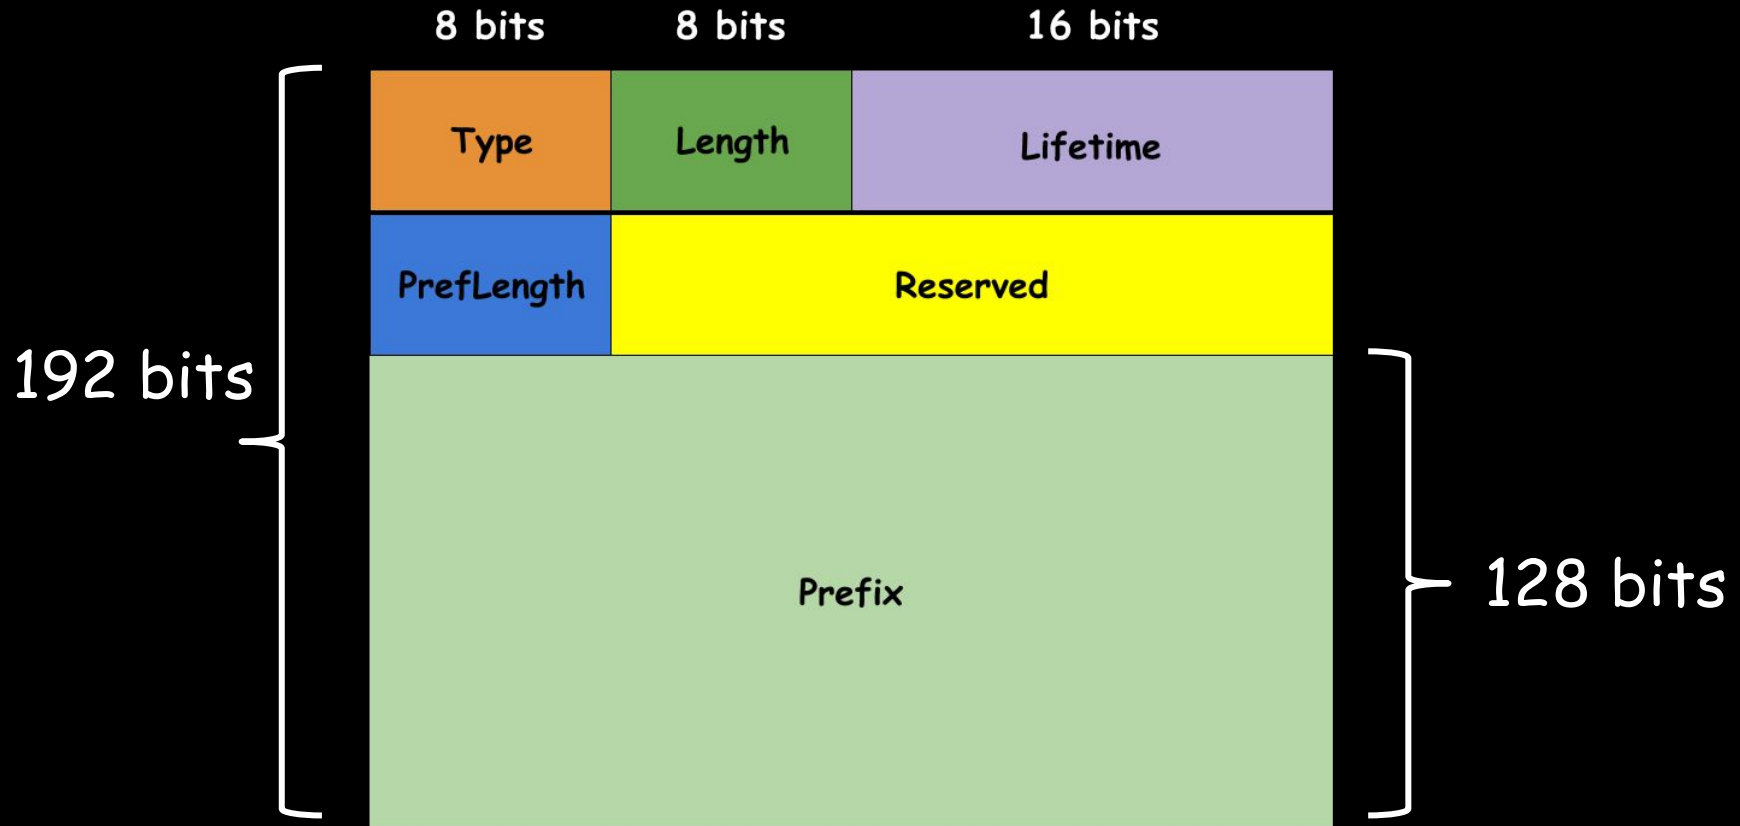 8 bits 8 bits 16 bits
Type Length Lifetime
PrefLength Reserved
192 bits
Prefix
128 bits